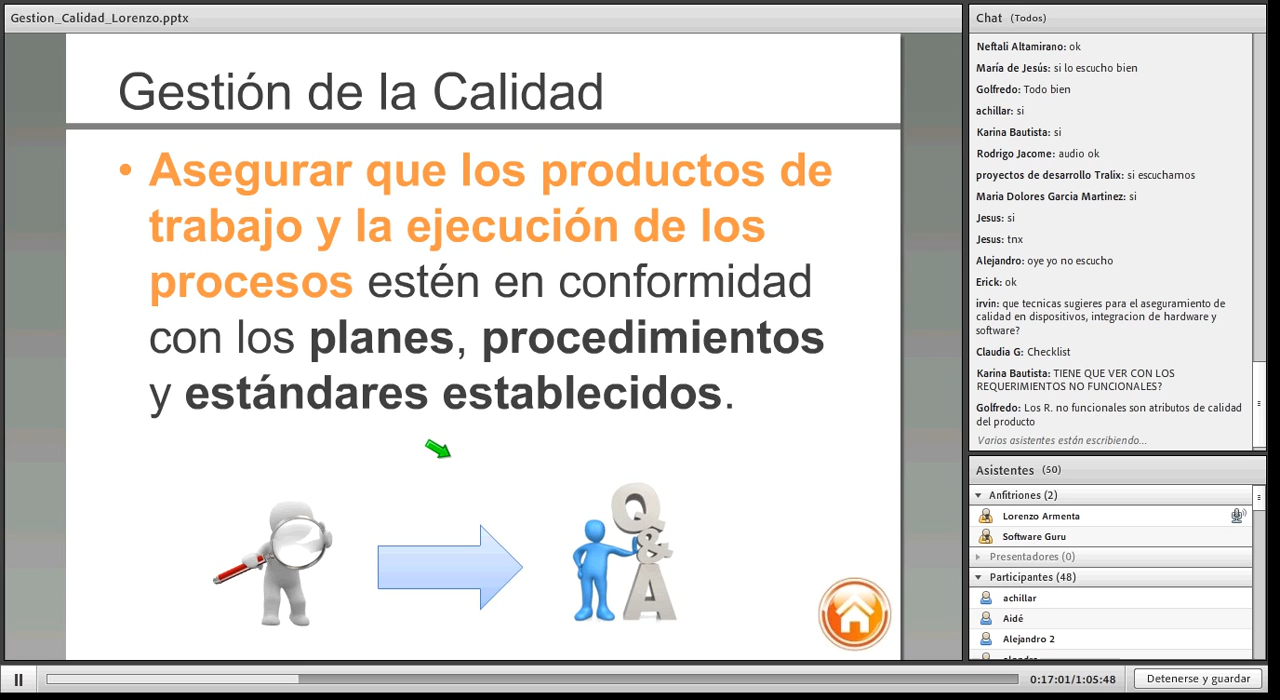 Gestion_Calidad_Lorenzo.pptx
Gestión de la Calidad
• Asegurar que los productos de
trabajo y la ejecución de los
procesos estén en conformidad
con los planes, procedimientos
y estándares establecidos.
Q
&
A
Chat (Todos)
Neftali Altamirano: ok
María de Jesús: si lo escucho bien
Golfredo: Todo bien
achillar: si
Karina Bautista: si
Rodrigo Jacome: audio ok
proyectos de desarrollo Tralix: si escuchamos
Maria Dolores Garcia Martinez: si
Jesus: si
Jesus: tnx
Alejandro: oye yo no escucho
Erick: ok
irvin: que tecnicas sugieres para el aseguramiento de
calidad en dispositivos, integracion de hardware y
software?
Claudia G: Checklist
Karina Bautista: TIENE QUE VER CON LOS
REQUERIMIENTOS NO FUNCIONALES?
Golfredo: Los R. no funcionales son atributos de calidad
del producto
Varios asistentes están escribiendo...
Asistentes (50)
Anfitriones (2)
Lorenzo Armenta
Software Guru
Presentadores (0)
Participantes (48)
achillar
Aidé
Alejandro 2
0:17:01/1:05:48
Detenerse y guardar